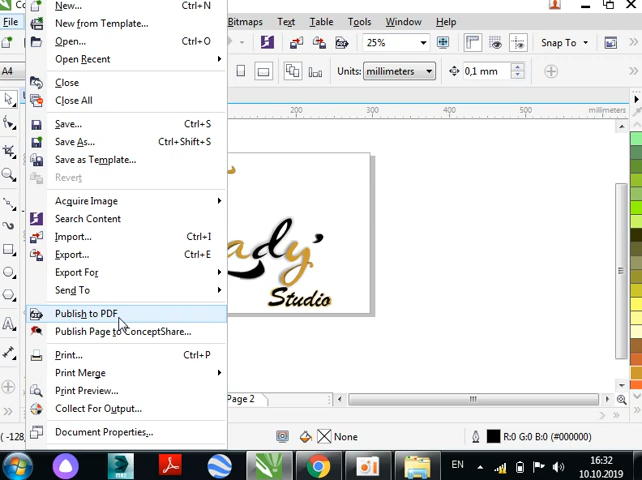 File
Bitmaps
Text
Table
Window
Help
New...
Ctrl+N
New from Template...
Open...
Ctrl+O
Open Recent
Close
Close All
Save...
Ctrl+S
Save As...
Ctrl+Shift+S
Save as Template...
Revert
Acquire Image
Search Content
Import...
Ctrl+I
Export...
Ctrl+E
Export For
Send To
Publish to PDF
Publish Page to ConceptShare...
Print...
Ctrl+P
Print Merge
Print Preview...
Collect For Output...
Document Properties...
25%
Snap To
A4
Units:
millimeters
0,1 mm
200
300
400
500
millimeters
ady'
Studio
Page 2
(-128,
None
R:0 G:0 B:0 (#000000)
EN
16:32
10.10.2019